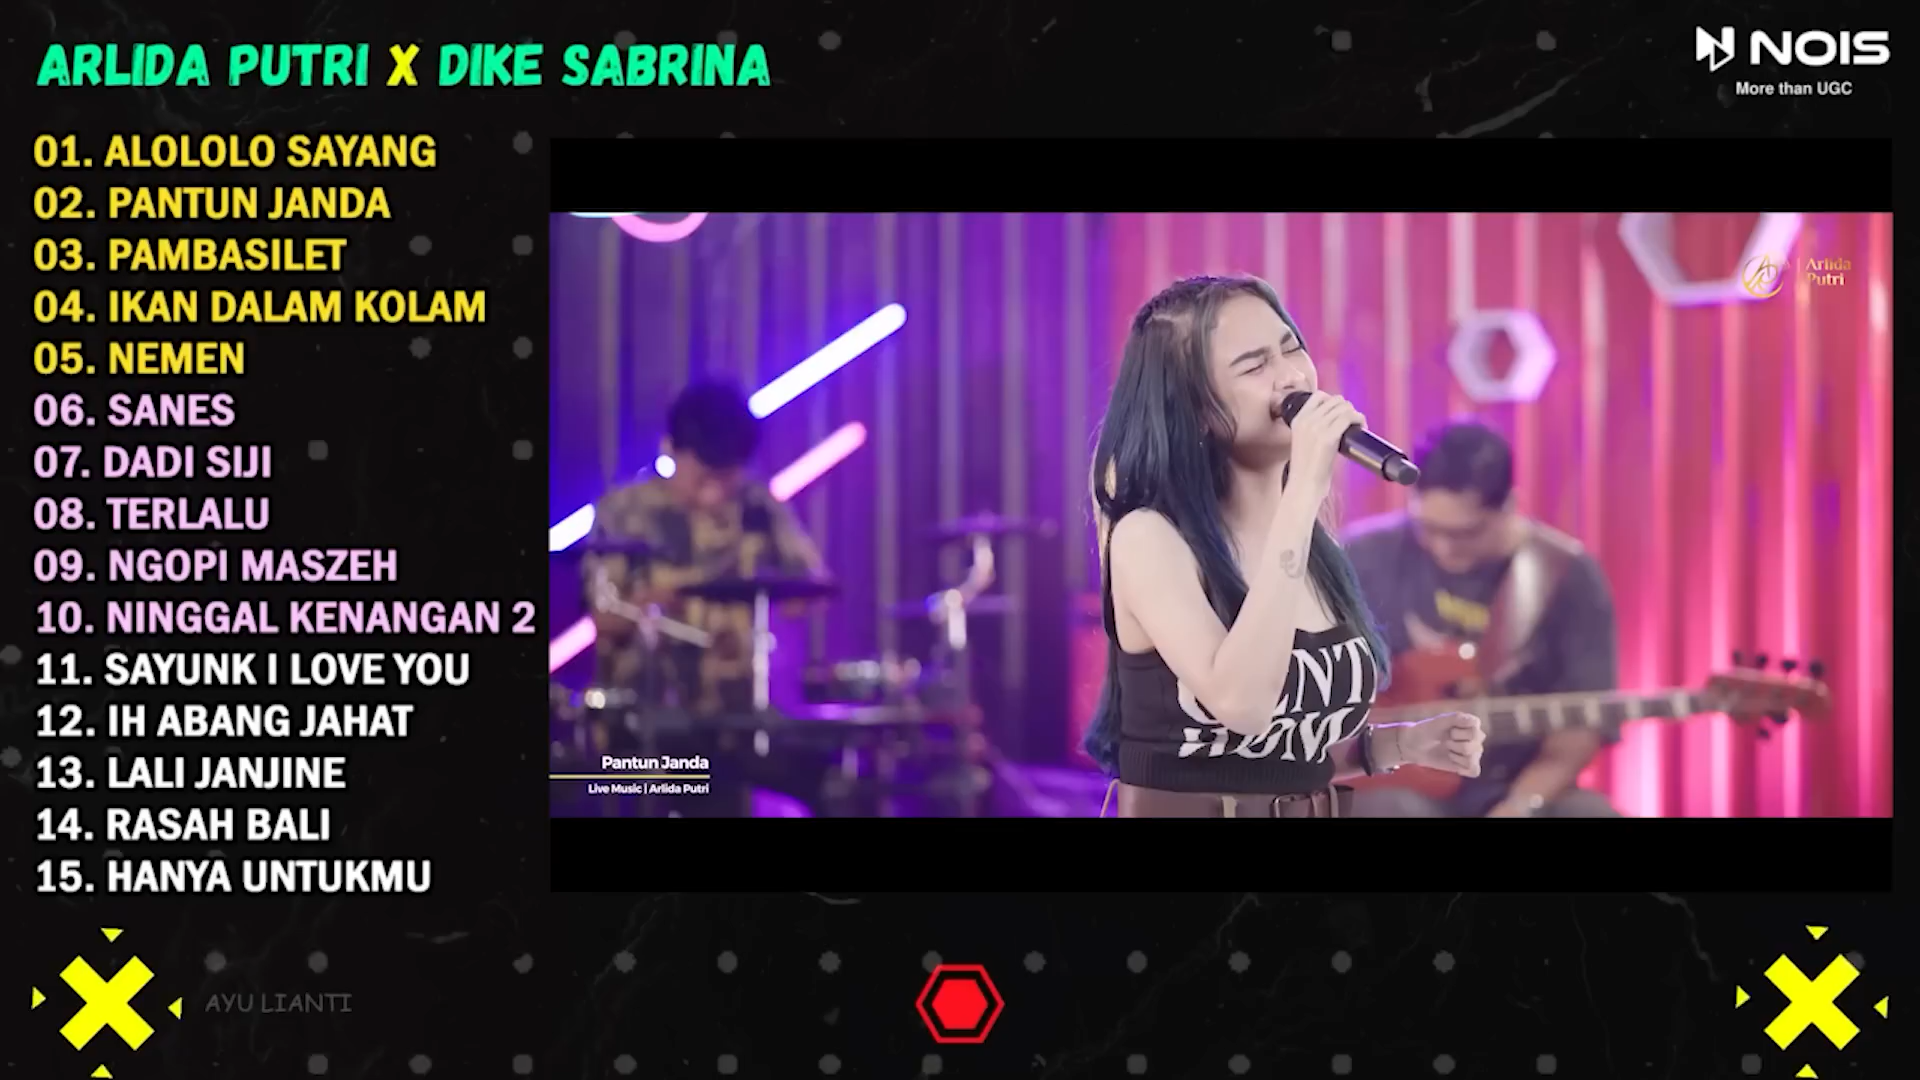 ARLIDA PUTRI X DIKE SABRINA
NOIS
More than UGC
01. ALOLOLO SAYANG
02. PANTUN JANDA
03. PAMBASILET
04. IKAN DALAM KOLAM
05. NEMEN
06. SANES
07. DADI SIJI
08. TERLALU
09. NGOPI MASZEH
10. NINGGAL KENANGAN 2
11. SAYUNK I LOVE YOU
12. IH ABANG JAHAT
13. LALI JANJINE
14. RASAH BALI
15. HANYA UNTUKMU
Arlida
Putri
Pantun Janda
Live Music | Arlida Putri
AYU LIANTI